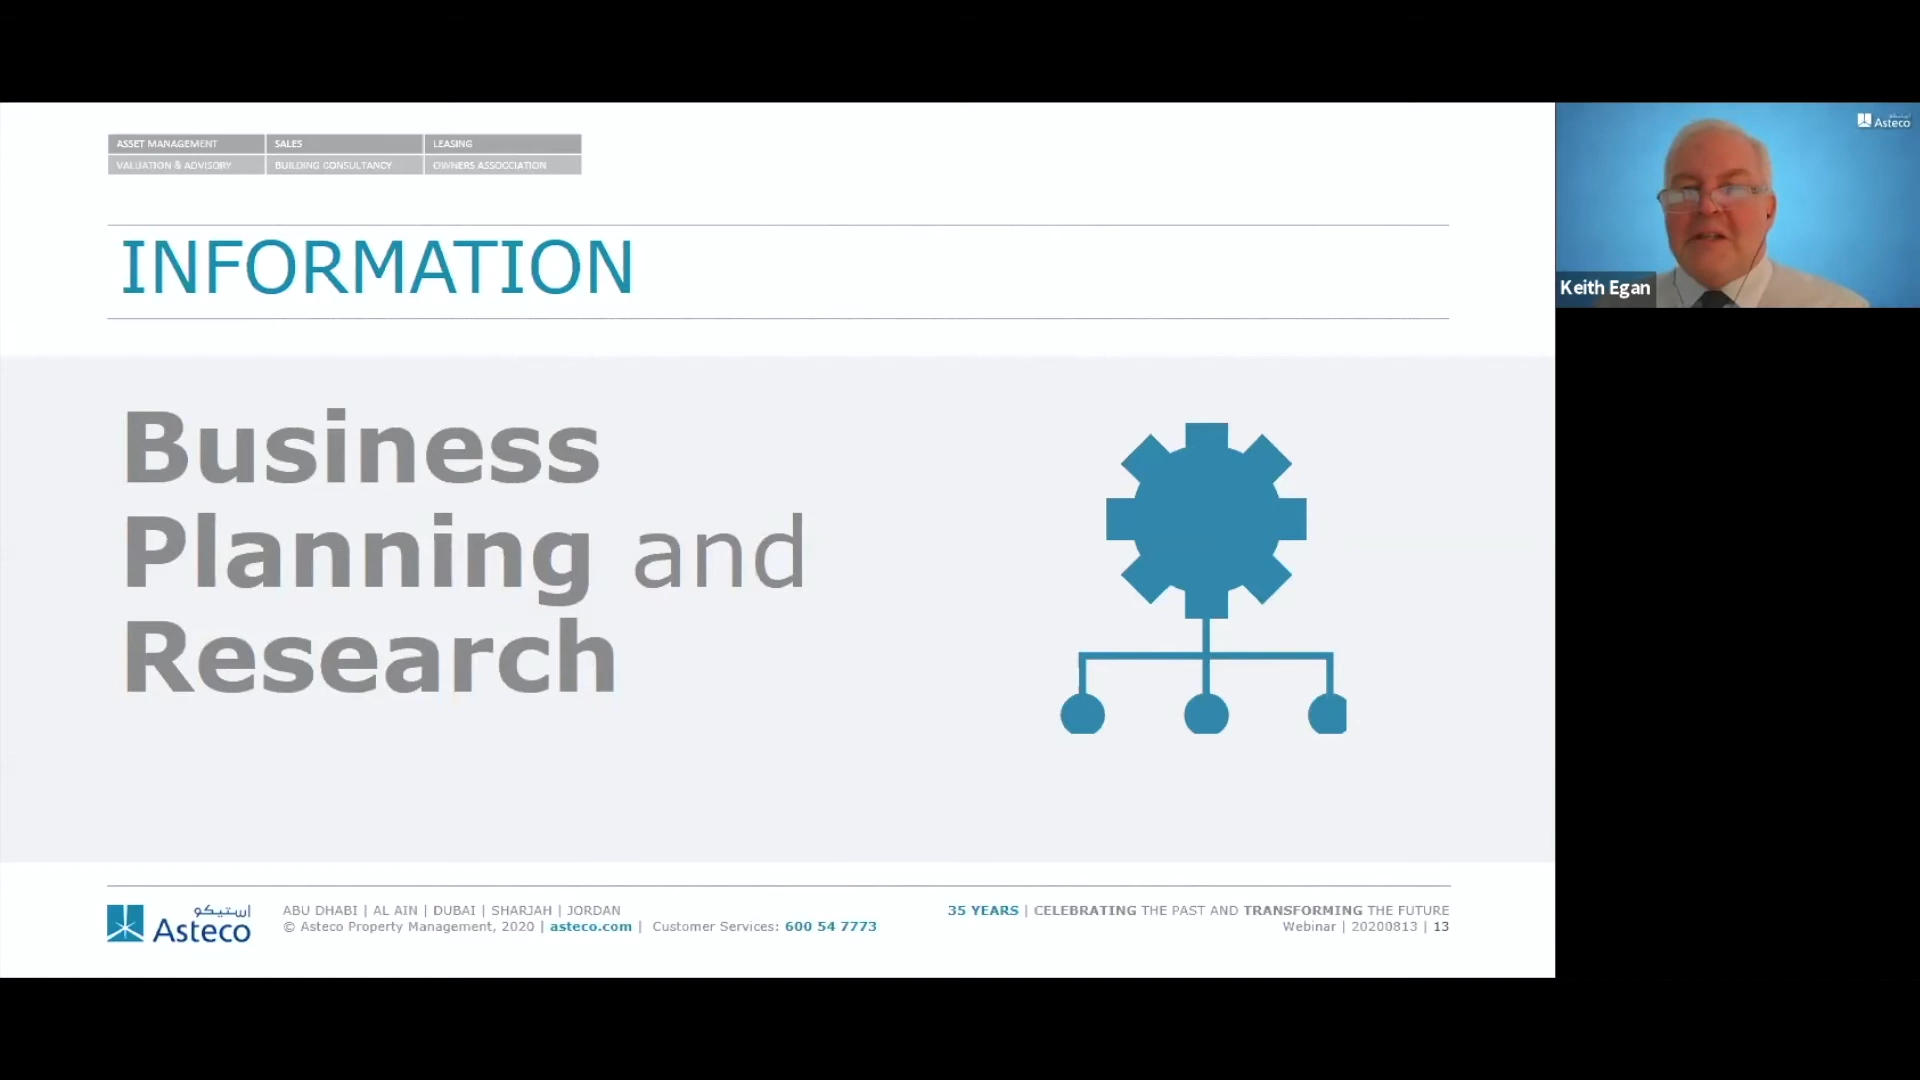 ASSET MANAGEMENT SALES LEASING
VALUATION & ADVISORY BUILDING CONSULTANCY OWNERS ASSOCCIATION
INFORMATION
Business
Planning and
Research
استيكو
Asteco
ABU DHABI | AL AIN | DUBAI | SHARJAH | JORDAN
© Asteco Property Management, 2020 | asteco.com | Customer Services: 600 54 7773
35 YEARS | CELEBRATING THE PAST AND TRANSFORMING THE FUTURE
Webinar | 20200813 | 13
استيكو
Asteco
Keith Egan